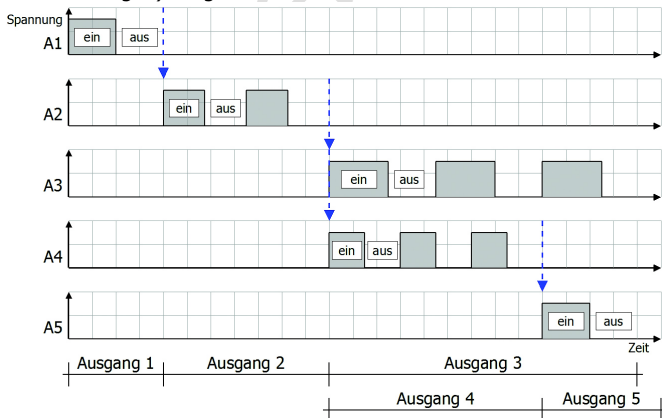 Spannung
A1
ein aus
A2
ein aus
A3
ein aus
A4
ein aus
A5
ein aus
Zeit
Ausgang 1 Ausgang 2 Ausgang 3
Ausgang 4 Ausgang 5